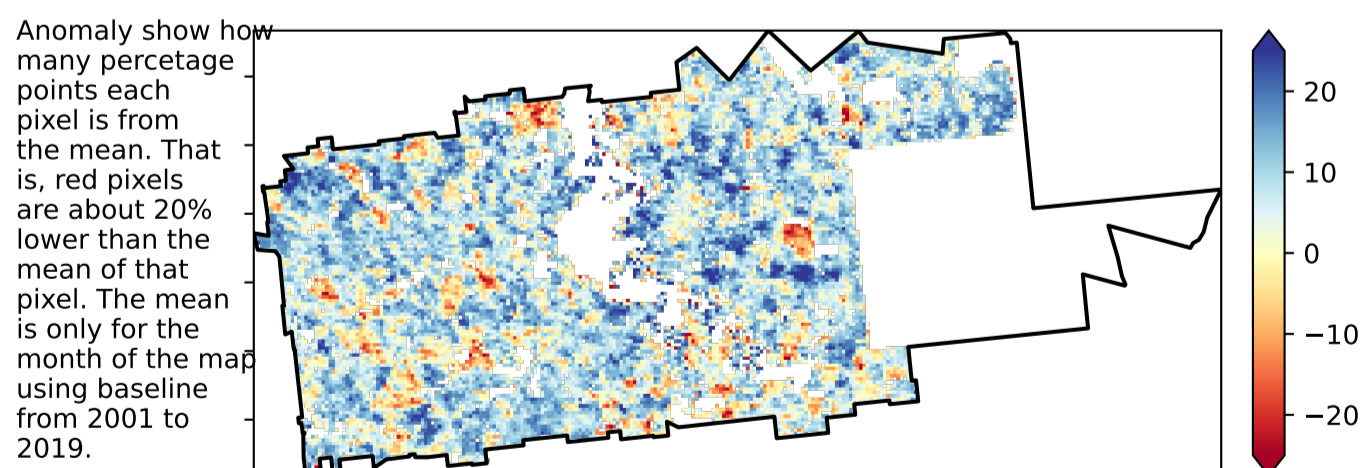 Anomaly show how
many percetage
points each
pixel is from
the mean. That
is, red pixels
are about 20%
lower than the
mean of that
pixel. The mean
is only for the
month of the map
using baseline
from 2001 to
2019.
20
10
0
−10
−20